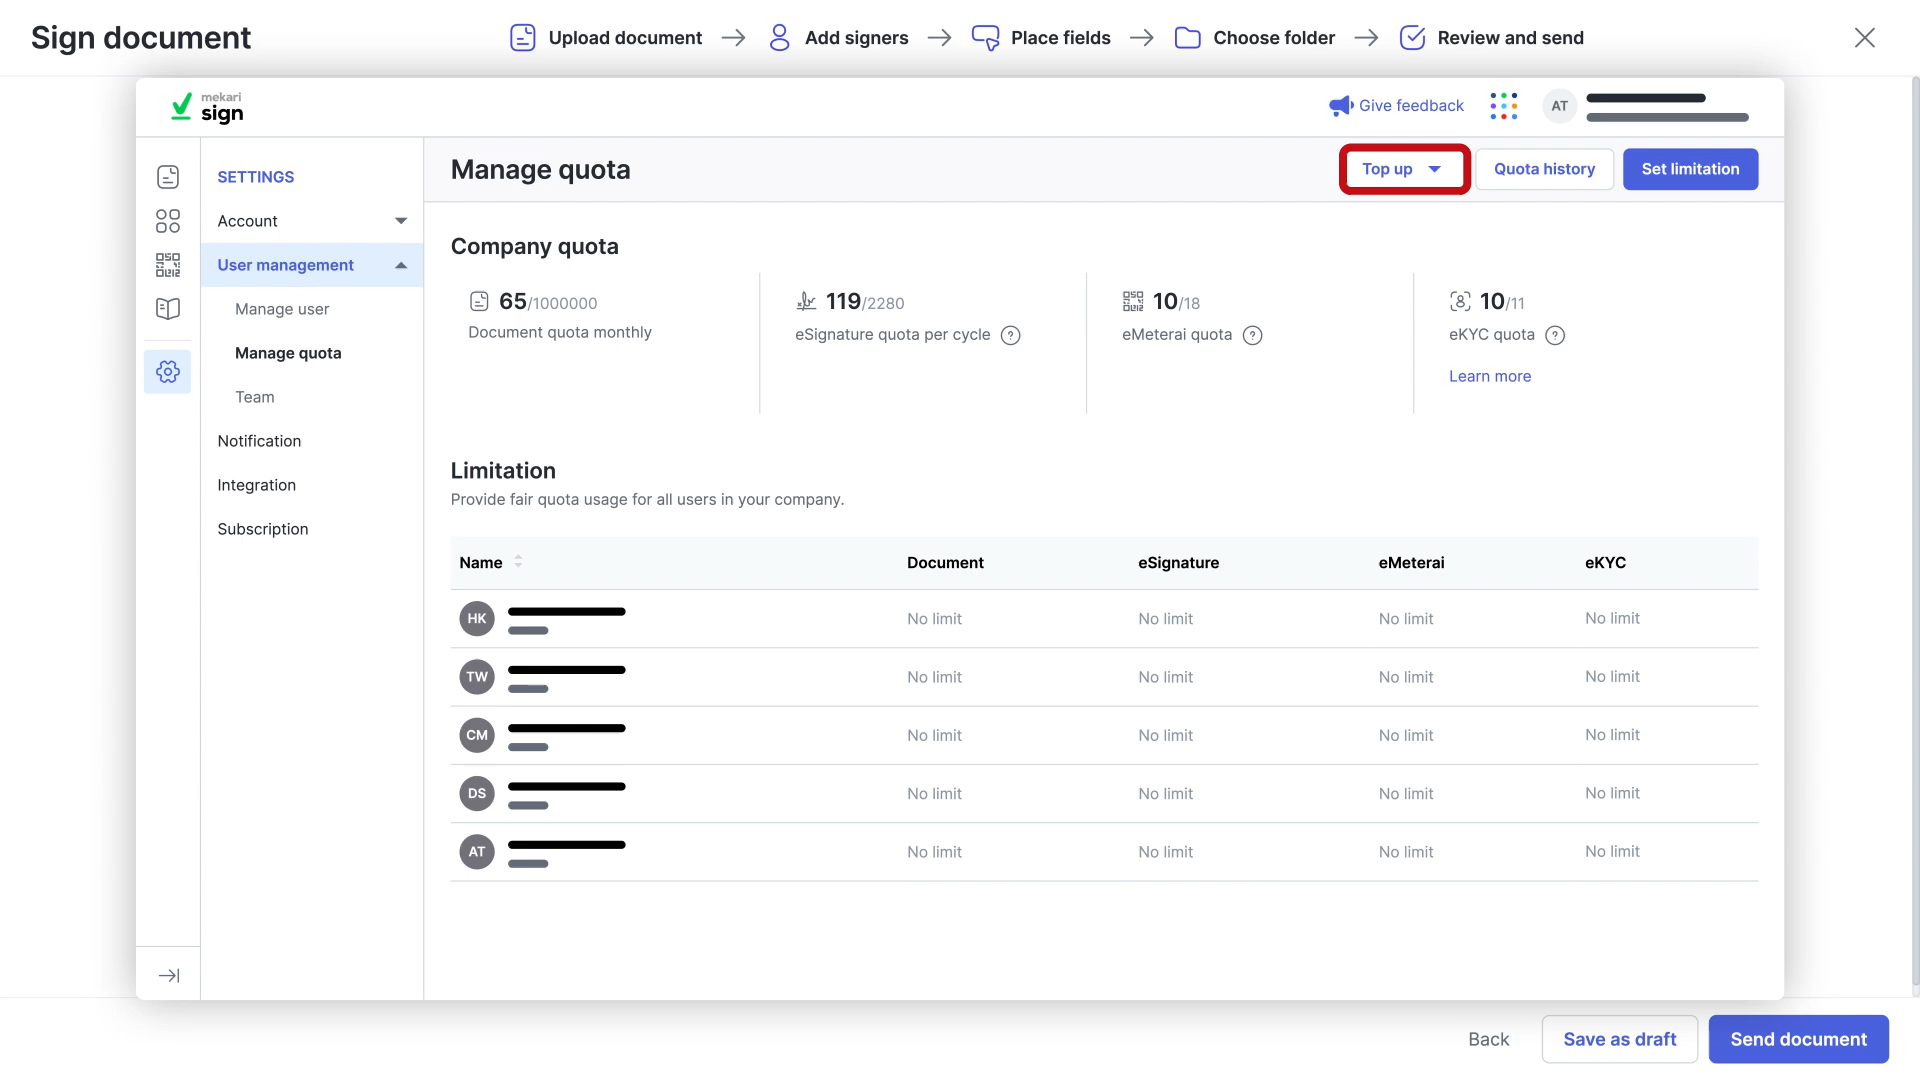 Sign document
Upload document
Add signers
Place fields
Choose folder
Review and send
mekari
sign
Give feedback
AT
SETTINGS
Account
User management
Manage user
Manage quota
Team
Notification
Integration
Subscription
Manage quota
Top up
Quota history
Set limitation
Company quota
65/1000000
Document quota monthly
119/2280
eSignature quota per cycle ?
10/18
eMeterai quota ?
10/11
eKYC quota ?
Learn more
Limitation
Provide fair quota usage for all users in your company.
Name Document eSignature eMeterai eKYC
HK No limit No limit No limit No limit
TW No limit No limit No limit No limit
CM No limit No limit No limit No limit
DS No limit No limit No limit No limit
AT No limit No limit No limit No limit
Back
Save as draft
Send document